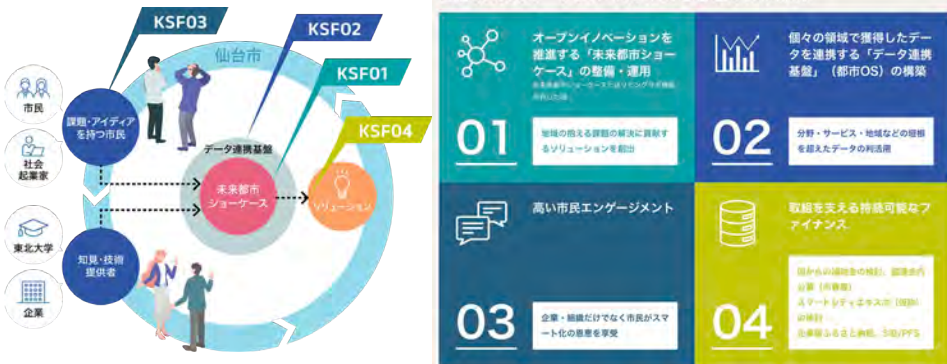 KSF03
KSF02
KSF01
KSF04
仙台市
市民
社会
起業家
東北大学
企業
課題・アイディア
を持つ市民
知見・技術
提供者
データ連携基盤
未来都市
ショーケース
ソリューション
オープンイノベーションを
推進する「未来都市ショー
ケース」の整備・運用
01
地域の抱える課題の解決に貢献す
るソリューションを創出
個々の領域で獲得したデー
タを連携する「データ連携
基盤」(都市OS)の構築
02
分野・サービス・地域などの垣根
を超えたデータの利活用
高い市民エンゲージメント
03
企業・組織だけでなく市民がスマ
ート化の恩恵を享受
取組を支える持続可能なフ
ァイナンス
04